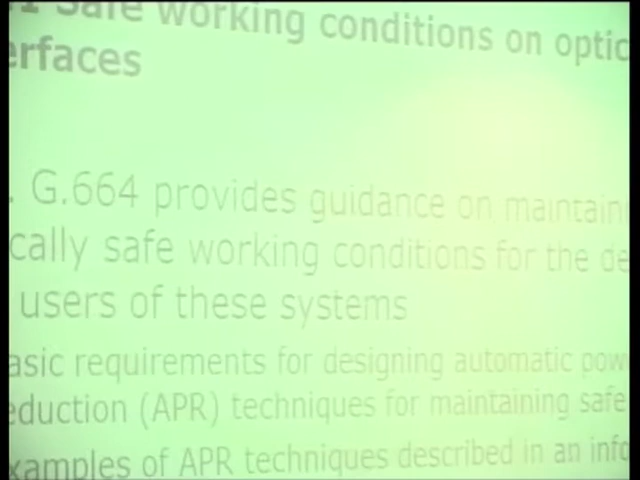 1 Safe working conditions on optic
erfaces
. G.664 provides guidance on maintain
cally safe working conditions for the de
users of these systems
asic requirements for designing automatic pow
eduction (APR) techniques for maintaining safe
xamples of APR techniques described in an info